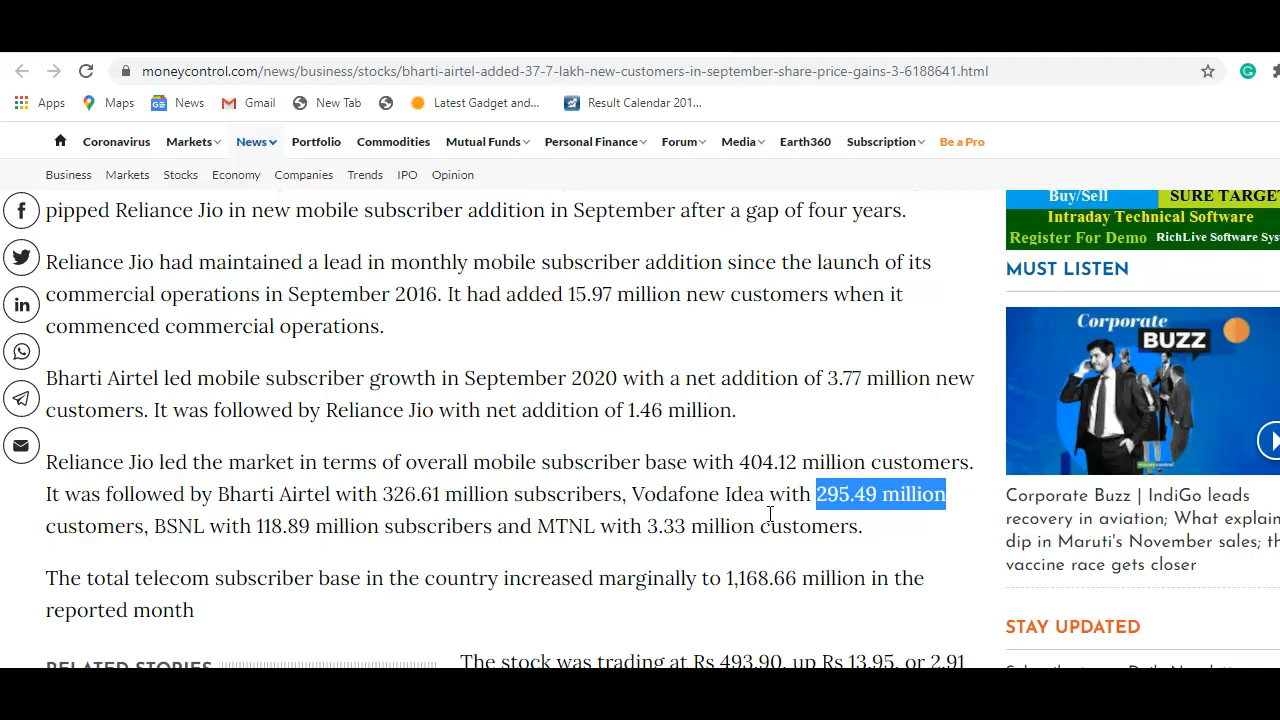 moneycontrol.com/news/business/stocks/bharti-airtel-added-37-7-lakh-new-customers-in-september-share-price-gains-3-6188641.html
Apps Maps News Gmail New Tab Latest Gadget and... Result Calendar 201...
Coronavirus Markets News Portfolio Commodities Mutual Funds Personal Finance Forum Media Earth360 Subscription Be a Pro
Business Markets Stocks Economy Companies Trends IPO Opinion
pipped Reliance Jio in new mobile subscriber addition in September after a gap of four years.
Reliance Jio had maintained a lead in monthly mobile subscriber addition since the launch of its
commercial operations in September 2016. It had added 15.97 million new customers when it
commenced commercial operations.
Bharti Airtel led mobile subscriber growth in September 2020 with a net addition of 3.77 million new
customers. It was followed by Reliance Jio with net addition of 1.46 million.
Reliance Jio led the market in terms of overall mobile subscriber base with 404.12 million customers.
It was followed by Bharti Airtel with 326.61 million subscribers, Vodafone Idea with 295.49 million
customers, BSNL with 118.89 million subscribers and MTNL with 3.33 million customers.
The total telecom subscriber base in the country increased marginally to 1,168.66 million in the
reported month
RELATED STORIES
The stock was trading at Rs 493.90, up Rs 13.95, or 2.91
Buy/Sell SURE TARGE
Intraday Technical Software
Register For Demo RichLive Software Sys
MUST LISTEN
Corporate
BUZZ
Corporate Buzz | IndiGo leads
recovery in aviation; What explain
dip in Maruti's November sales; th
vaccine race gets closer
STAY UPDATED